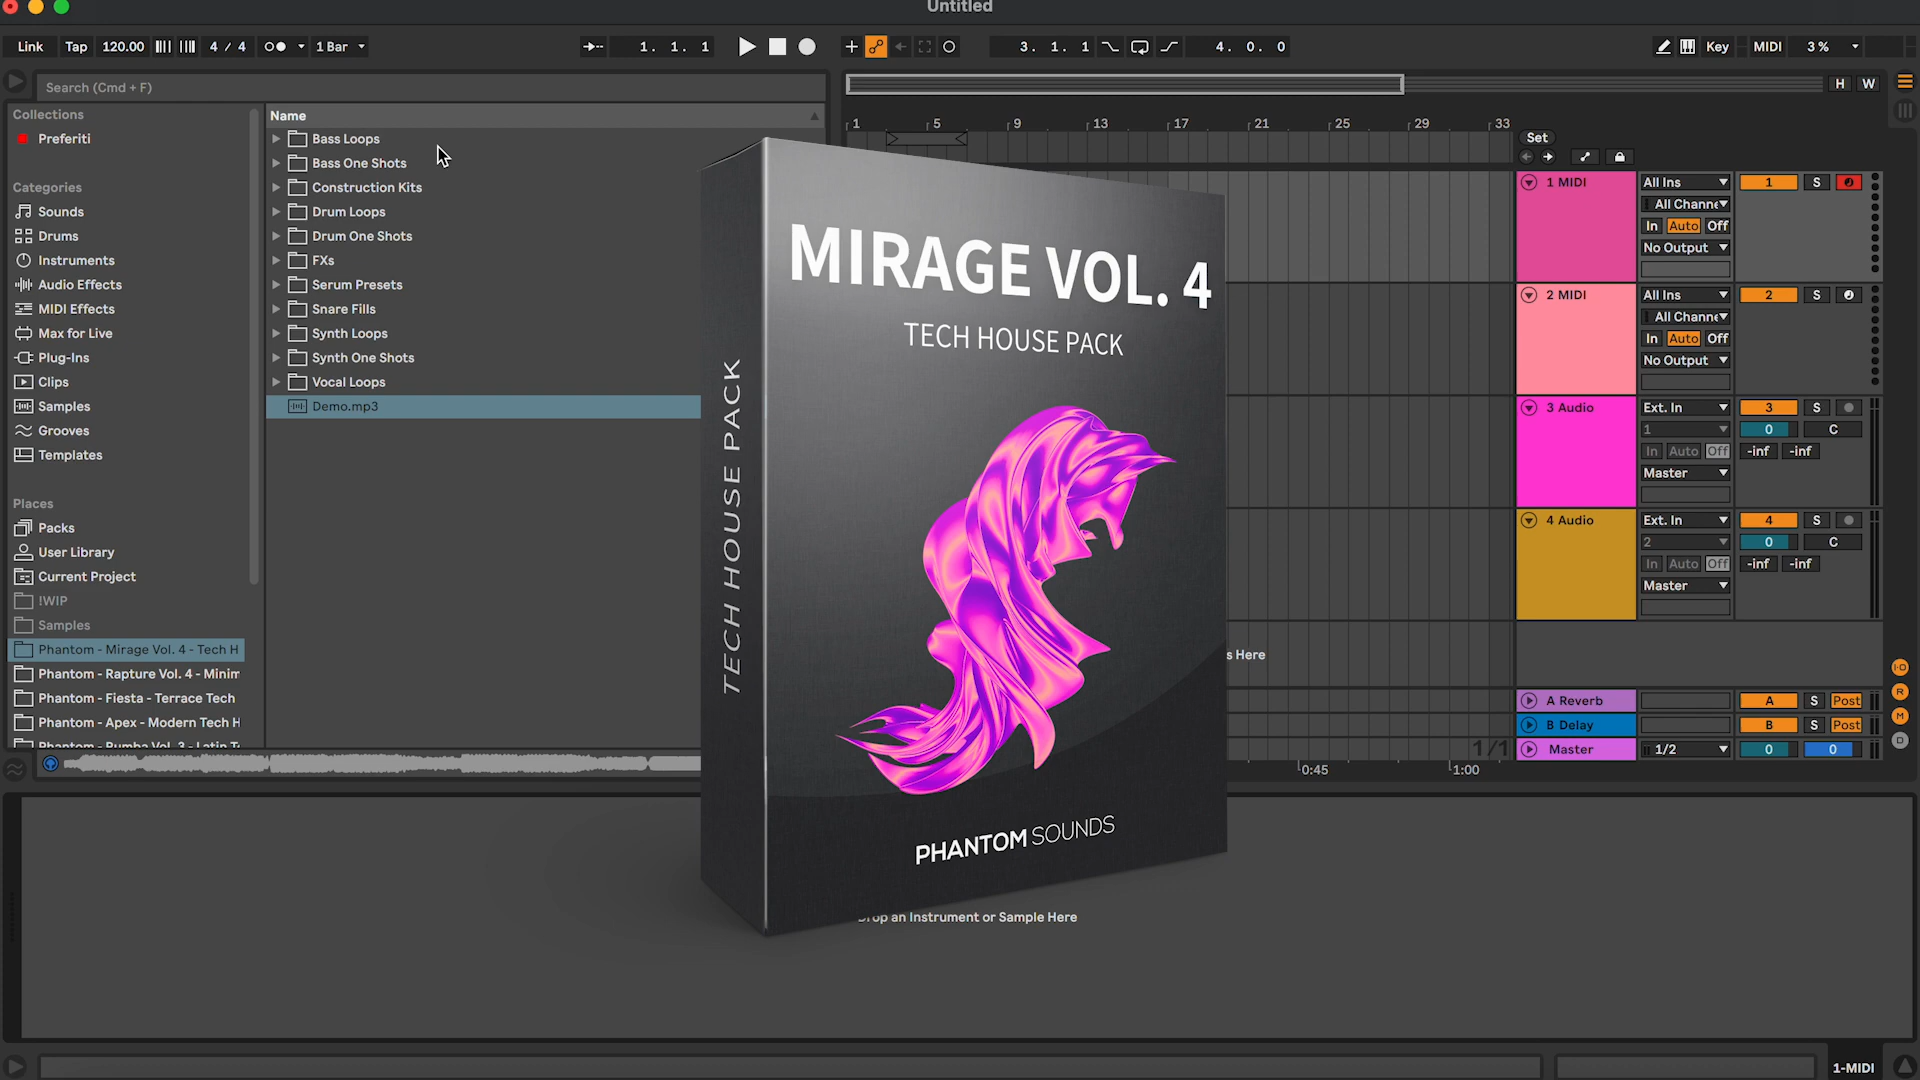 Untitled
Link Tap 120.00 4 / 4 1 Bar 1. 1. 1 3. 1. 1 4. 0. 0 Key MIDI 3 %
Search (Cmd + F)
H W
Collections
Preferiti
Categories
Sounds
Drums
Instruments
Audio Effects
MIDI Effects
Max for Live
Plug-Ins
Clips
Samples
Grooves
Templates
Places
Packs
User Library
Current Project
!WIP
Samples
Phantom - Mirage Vol. 4 - Tech H
Phantom - Rapture Vol. 4 - Minim
Phantom - Fiesta - Terrace Tech
Phantom - Apex - Modern Tech H
Phantom - Rumba Vol. 3 - Latin T
Name
Bass Loops
Bass One Shots
Construction Kits
Drum Loops
Drum One Shots
FXs
Serum Presets
Snare Fills
Synth Loops
Synth One Shots
Vocal Loops
Demo.mp3
TECH HOUSE PACK
MIRAGE VOL. 4
TECH HOUSE PACK
PHANTOM SOUNDS
1 5 9 13 17 21 25 29 33
Set
1 MIDI All Ins 1 S
All Channe
In Auto Off
No Output
2 MIDI All Ins 2 S
All Channe
In Auto Off
No Output
3 Audio Ext. In 3 S
1 0 C
In Auto Off -inf -inf
Master
4 Audio Ext. In 4 S
2 0 C
In Auto Off -inf -inf
Master
s Here
A Reverb A S Post
B Delay B S Post
1/1 Master 1/2 0 0
0:45 1:00
I·O
R
M
D
Drop an Instrument or Sample Here
1-MIDI